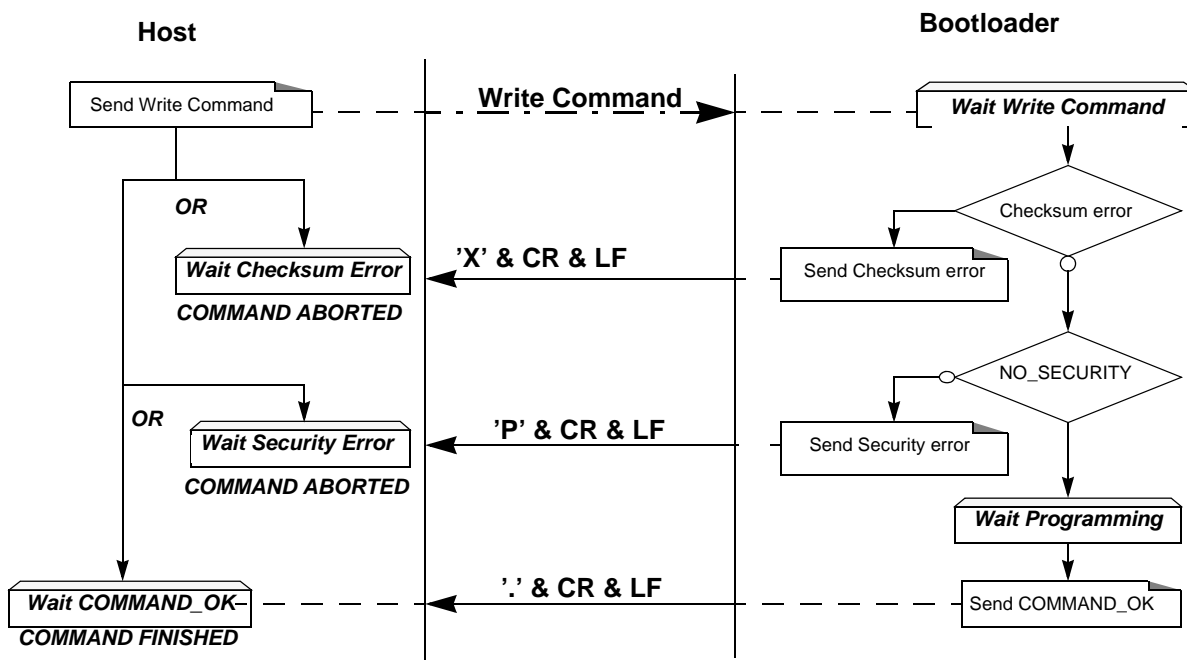 Host
Bootloader
Send Write Command
Write Command
Wait Write Command
OR
Checksum error
Wait Checksum Error
’X’ & CR & LF
Send Checksum error
COMMAND ABORTED
NO_SECURITY
OR
Wait Security Error
’P’ & CR & LF
Send Security error
COMMAND ABORTED
Wait Programming
Wait COMMAND_OK
’.’ & CR & LF
Send COMMAND_OK
COMMAND FINISHED